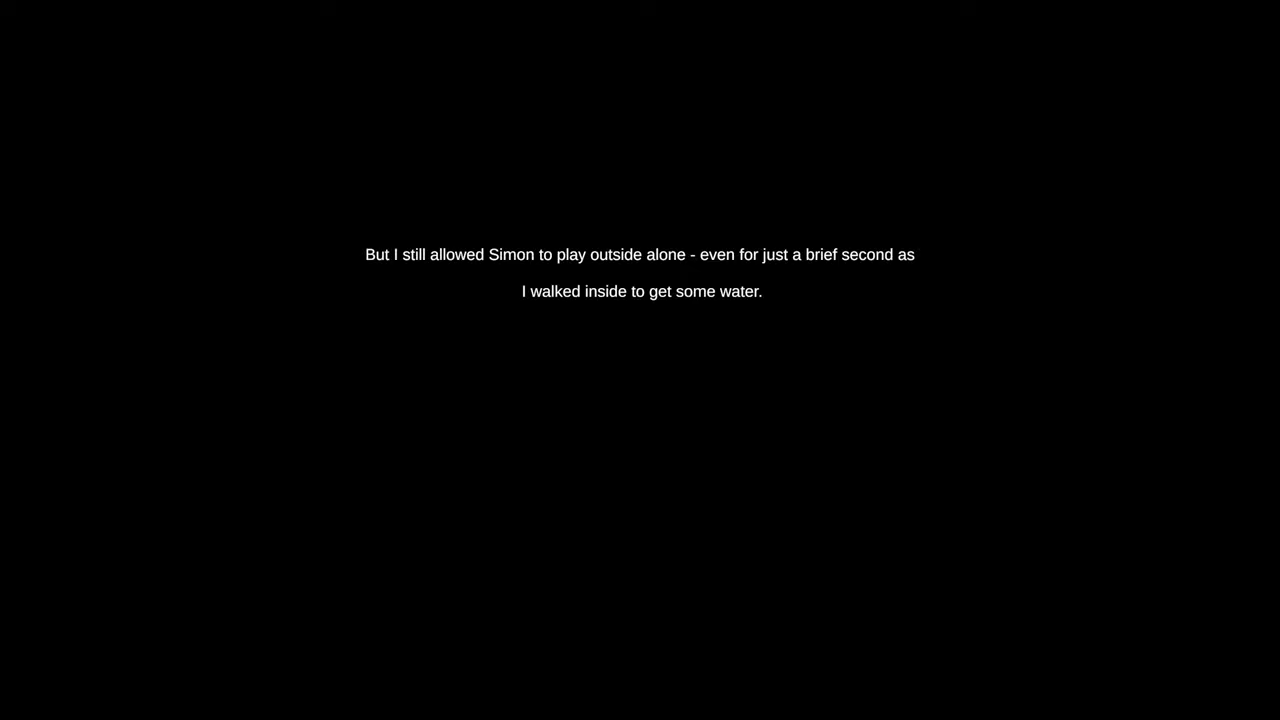 But I still allowed Simon to play outside alone - even for just a brief second as
I walked inside to get some water.